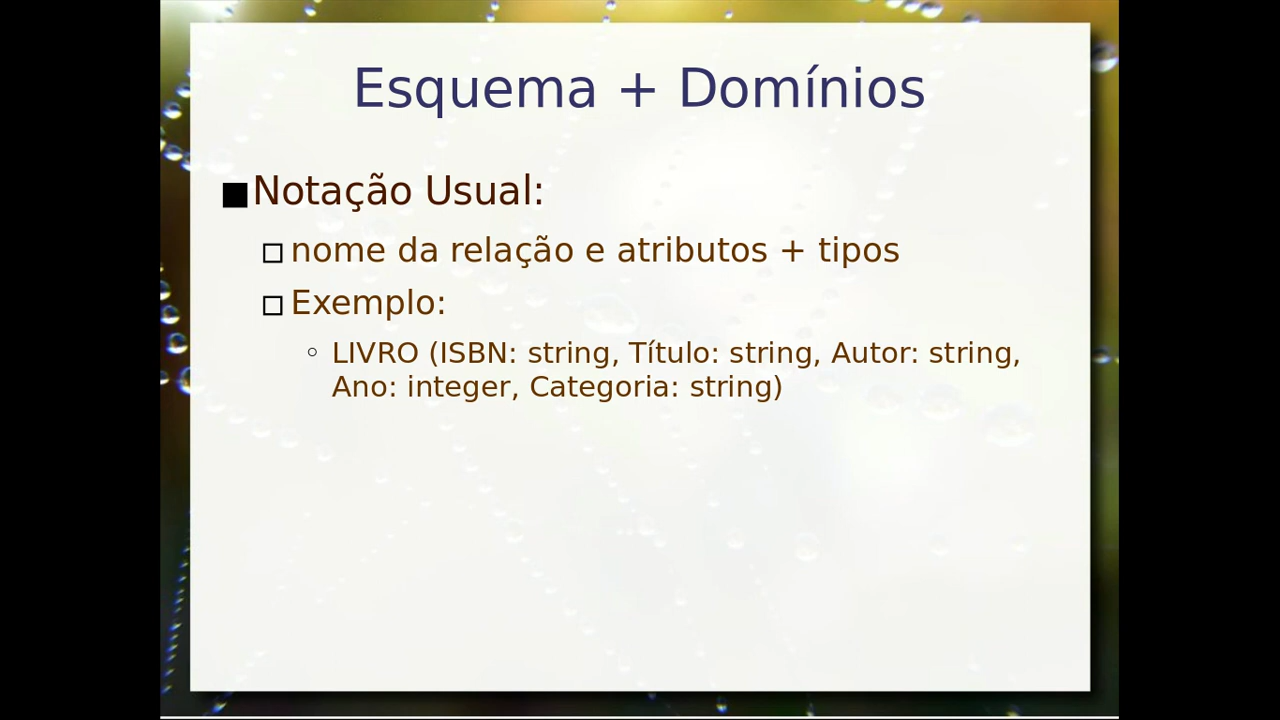 Esquema + Domínios
Notação Usual:
nome da relação e atributos + tipos
Exemplo:
LIVRO (ISBN: string, Título: string, Autor: string,
Ano: integer, Categoria: string)